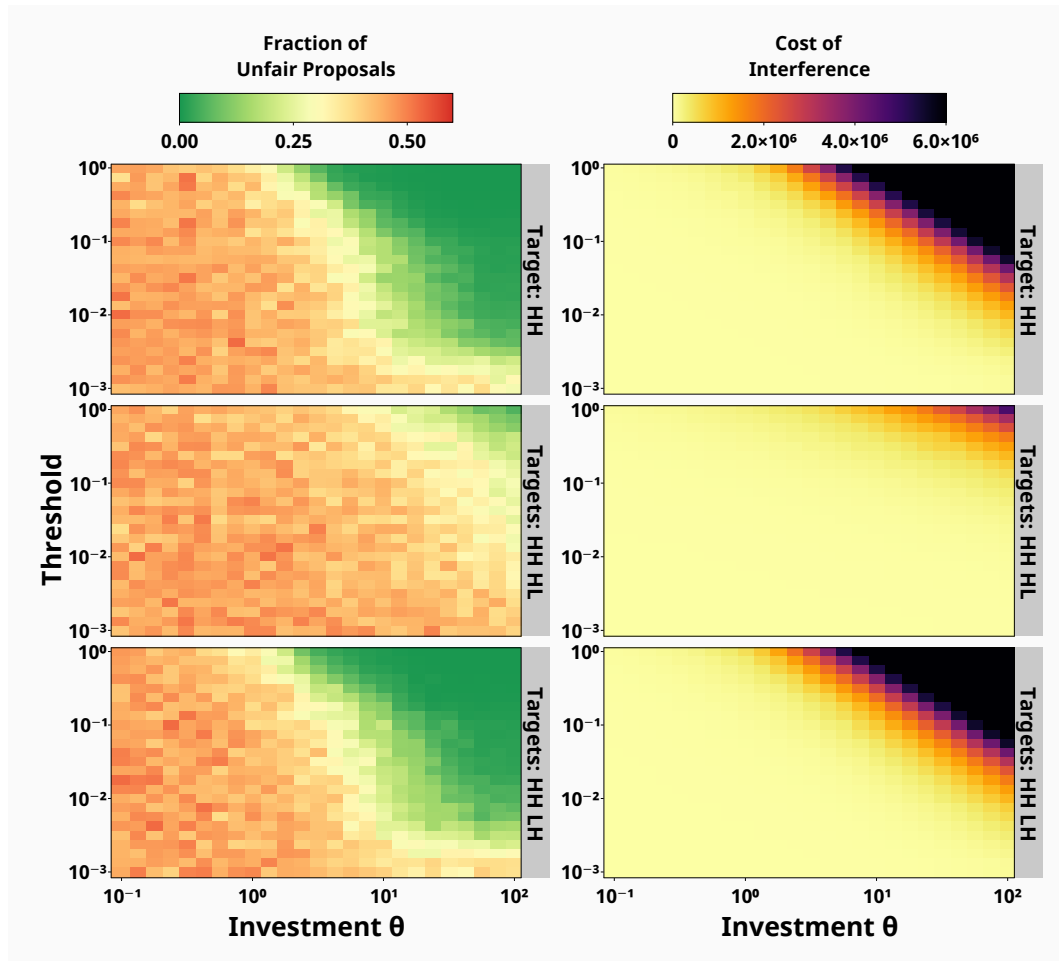 Fraction of
Unfair Proposals
0.00 0.25 0.50
Cost of
Interference
0 2.0×10⁶ 4.0×10⁶ 6.0×10⁶
Threshold
10⁰
10⁻¹
10⁻²
10⁻³
Target: HH
10⁰
10⁻¹
10⁻²
10⁻³
Target: HH
10⁰
10⁻¹
10⁻²
10⁻³
Targets: HH HL
10⁰
10⁻¹
10⁻²
10⁻³
Targets: HH HL
10⁰
10⁻¹
10⁻²
10⁻³
Targets: HH LH
10⁰
10⁻¹
10⁻²
10⁻³
Targets: HH LH
10⁻¹ 10⁰ 10¹ 10²
10⁻¹ 10⁰ 10¹ 10²
Investment θ
Investment θ